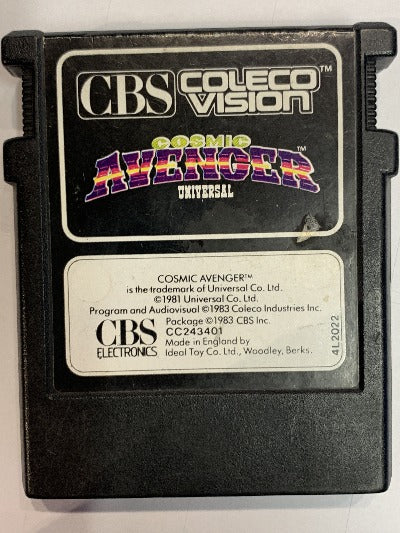 CBS COLECO VISION™
COSMIC
AVENGER™
UNIVERSAL
COSMIC AVENGER™
is the trademark of Universal Co. Ltd.
©1981 Universal Co. Ltd.
Program and Audiovisual ©1983 Coleco Industries Inc.
Package ©1983 CBS Inc.
CC243401
Made in England by
Ideal Toy Co. Ltd., Woodley, Berks.
CBS
ELECTRONICS
4L2022